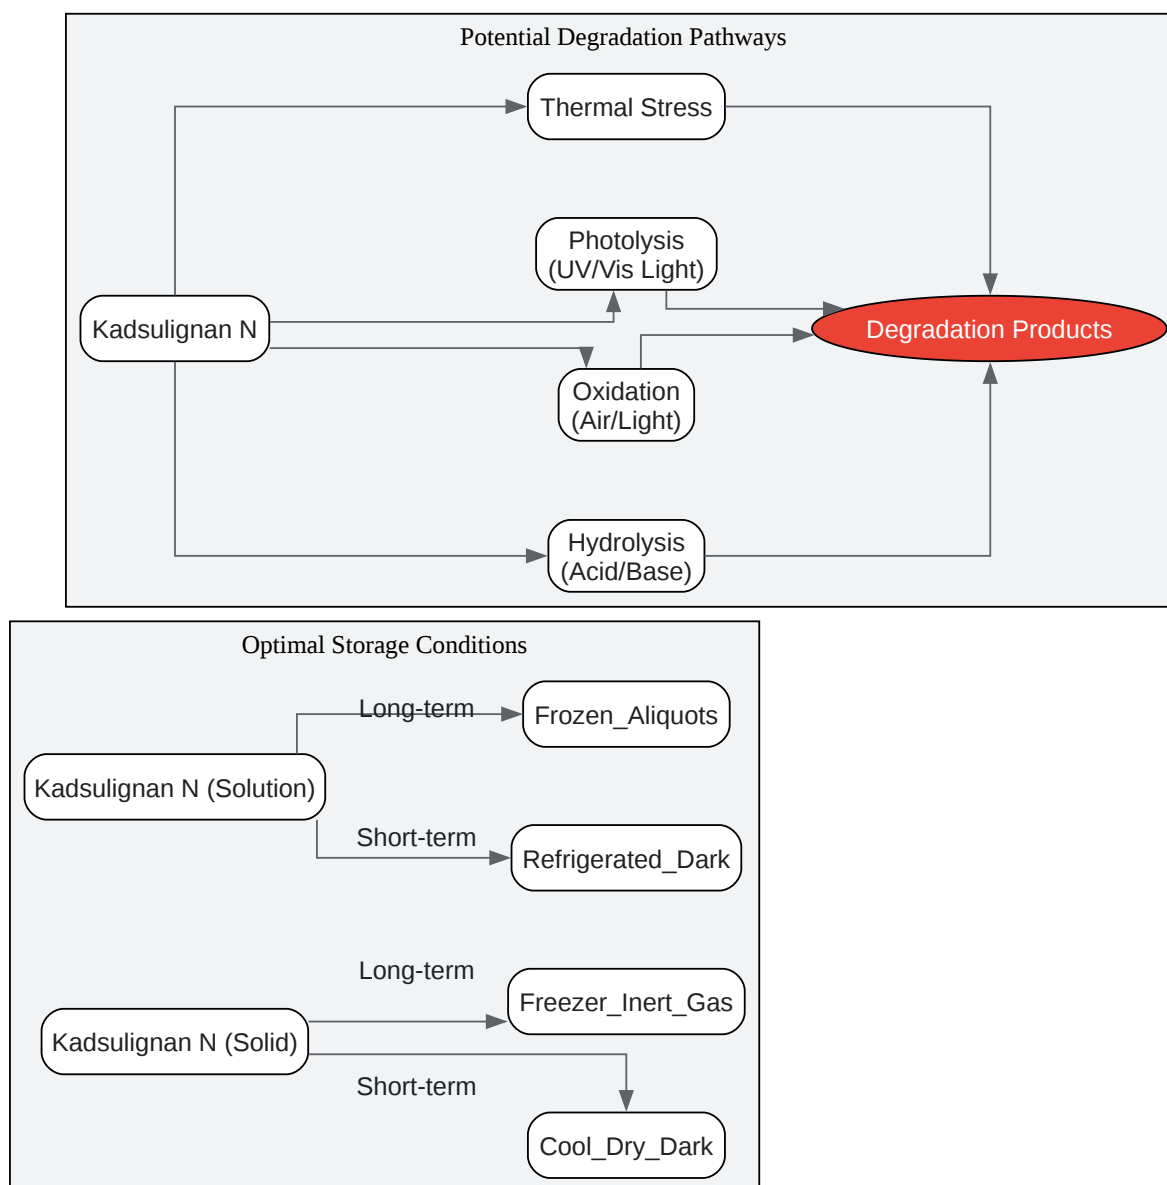 Potential Degradation Pathways
Thermal Stress
Photolysis
(UV/Vis Light)
Kadsulignan N
Degradation Products
Oxidation
(Air/Light)
Hydrolysis
(Acid/Base)
Optimal Storage Conditions
Long-term
Frozen_Aliquots
Kadsulignan N (Solution)
Short-term
Refrigerated_Dark
Long-term
Freezer_Inert_Gas
Kadsulignan N (Solid)
Short-term
Cool_Dry_Dark